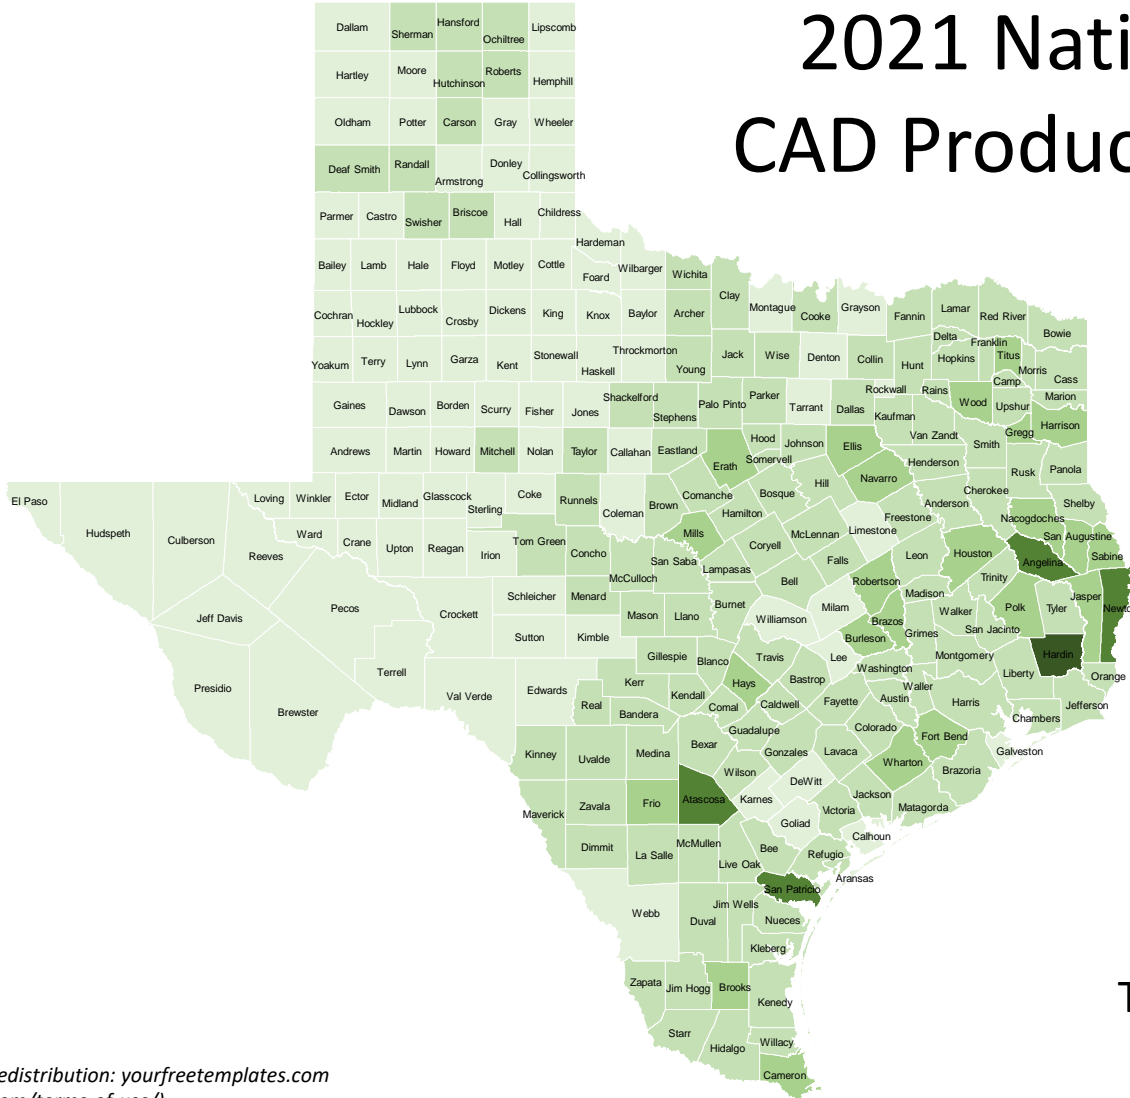 2021 Nati
CAD Produc
Dallam Sherman Hansford Ochiltree Lipscomb
Hartley Moore Hutchinson Roberts Hemphill
Oldham Potter Carson Gray Wheeler
Deaf Smith Randall Armstrong Donley Collingsworth
Parmer Castro Swisher Briscoe Hall Childress
Hardeman
Bailey Lamb Hale Floyd Motley Cottle Foard Wilbarger Wichita
Clay Montague Cooke Grayson Fannin Lamar Red River Bowie
Cochran Hockley Lubbock Crosby Dickens King Knox Baylor Archer
Delta Franklin Titus Morris Cass
Yoakum Terry Lynn Garza Kent Stonewall Haskell Throckmorton Young Jack Wise Denton Collin Hunt Hopkins
Rockwall Rains Wood Camp Upshur Marion
Gaines Dawson Borden Scurry Fisher Jones Shackelford Stephens Palo Pinto Parker Tarrant Dallas Kaufman
Van Zandt Smith Gregg Harrison
Andrews Martin Howard Mitchell Nolan Taylor Callahan Eastland Erath Hood Somervell Johnson Ellis
Henderson Rusk Panola
Navarro Cherokee
El Paso Hudspeth Culberson Loving Winkler Ector Midland Glasscock Sterling Coke Runnels Coleman Brown Comanche Hamilton Bosque Hill Freestone Anderson Nacogdoches Shelby
Reeves Ward Crane Upton Reagan Irion Tom Green Concho Mills Coryell McLennan Limestone Leon Houston Angelina San Augustine Sabine
San Saba Lampasas Bell Falls Robertson Madison Trinity
McCulloch
Jeff Davis Pecos Crockett Schleicher Menard Mason Llano Burnet Williamson Milam Brazos Walker Polk Tyler Jasper Newto
Sutton Kimble Burleson Grimes San Jacinto
Presidio Brewster Terrell Val Verde Edwards Gillespie Blanco Travis Lee Washington Montgomery Liberty Hardin Orange
Real Kerr Kendall Hays Bastrop Fayette Austin Waller Harris Chambers Jefferson
Bandera Comal Caldwell
Kinney Uvalde Medina Bexar Guadalupe Gonzales Lavaca Colorado Fort Bend Galveston
Wilson DeWitt Wharton Brazoria
Maverick Zavala Frio Atascosa Karnes Goliad Victoria Jackson Matagorda
Dimmit La Salle McMullen Live Oak Bee Refugio Calhoun
Aransas
San Patricio
Webb Duval Jim Wells Nueces
Kleberg
Zapata Jim Hogg Brooks Kenedy
T
Starr Hidalgo Willacy
Cameron
edistribution: yourfreetemplates.com